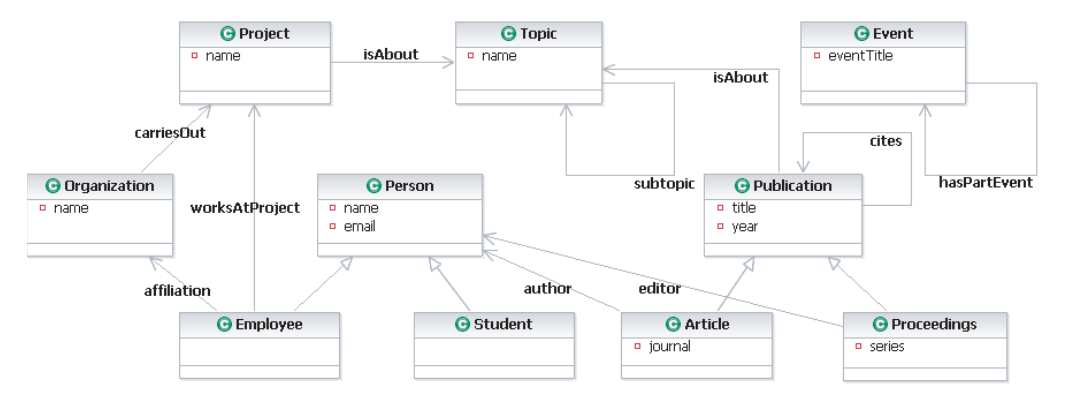 Project
name
isAbout
Topic
name
isAbout
Event
eventTitle
carriesOut
cites
Organization
name
worksAtProject
Person
name
email
subtopic
Publication
title
year
hasPartEvent
affiliation
author
editor
Employee
Student
Article
journal
Proceedings
series